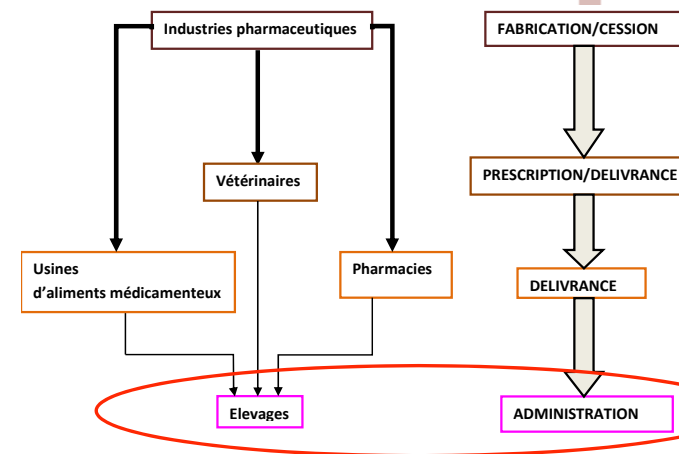 Industries pharmaceutiques
FABRICATION/CESSION
Vétérinaires
PRESCRIPTION/DELIVRANCE
Usines
d’aliments médicamenteux
Pharmacies
DELIVRANCE
Elevages
ADMINISTRATION